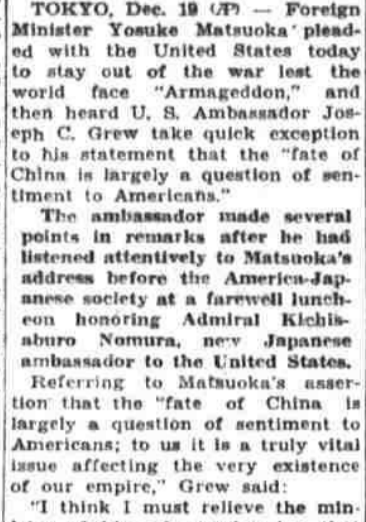 TOKYO, Dec. 19 (AP) — Foreign
Minister Yosuke Matsuoka plead-
ed with the United States today
to stay out of the war lest the
world face "Armageddon," and
then heard U. S. Ambassador Jos-
eph C. Grew take quick exception
to his statement that the "fate of
China is largely a question of sen-
timent to Americans."
The ambassador made several
points in remarks after he had
listened attentively to Matsuoka's
address before the America-Jap-
anese society at a farewell lunch-
eon honoring Admiral Kichis-
aburo Nomura, new Japanese
ambassador to the United States.
Referring to Matsuoka's asser-
tion that the "fate of China is
largely a question of sentiment to
Americans; to us it is a truly vital
issue affecting the very existence
of our empire," Grew said:
"I think I must relieve the min-